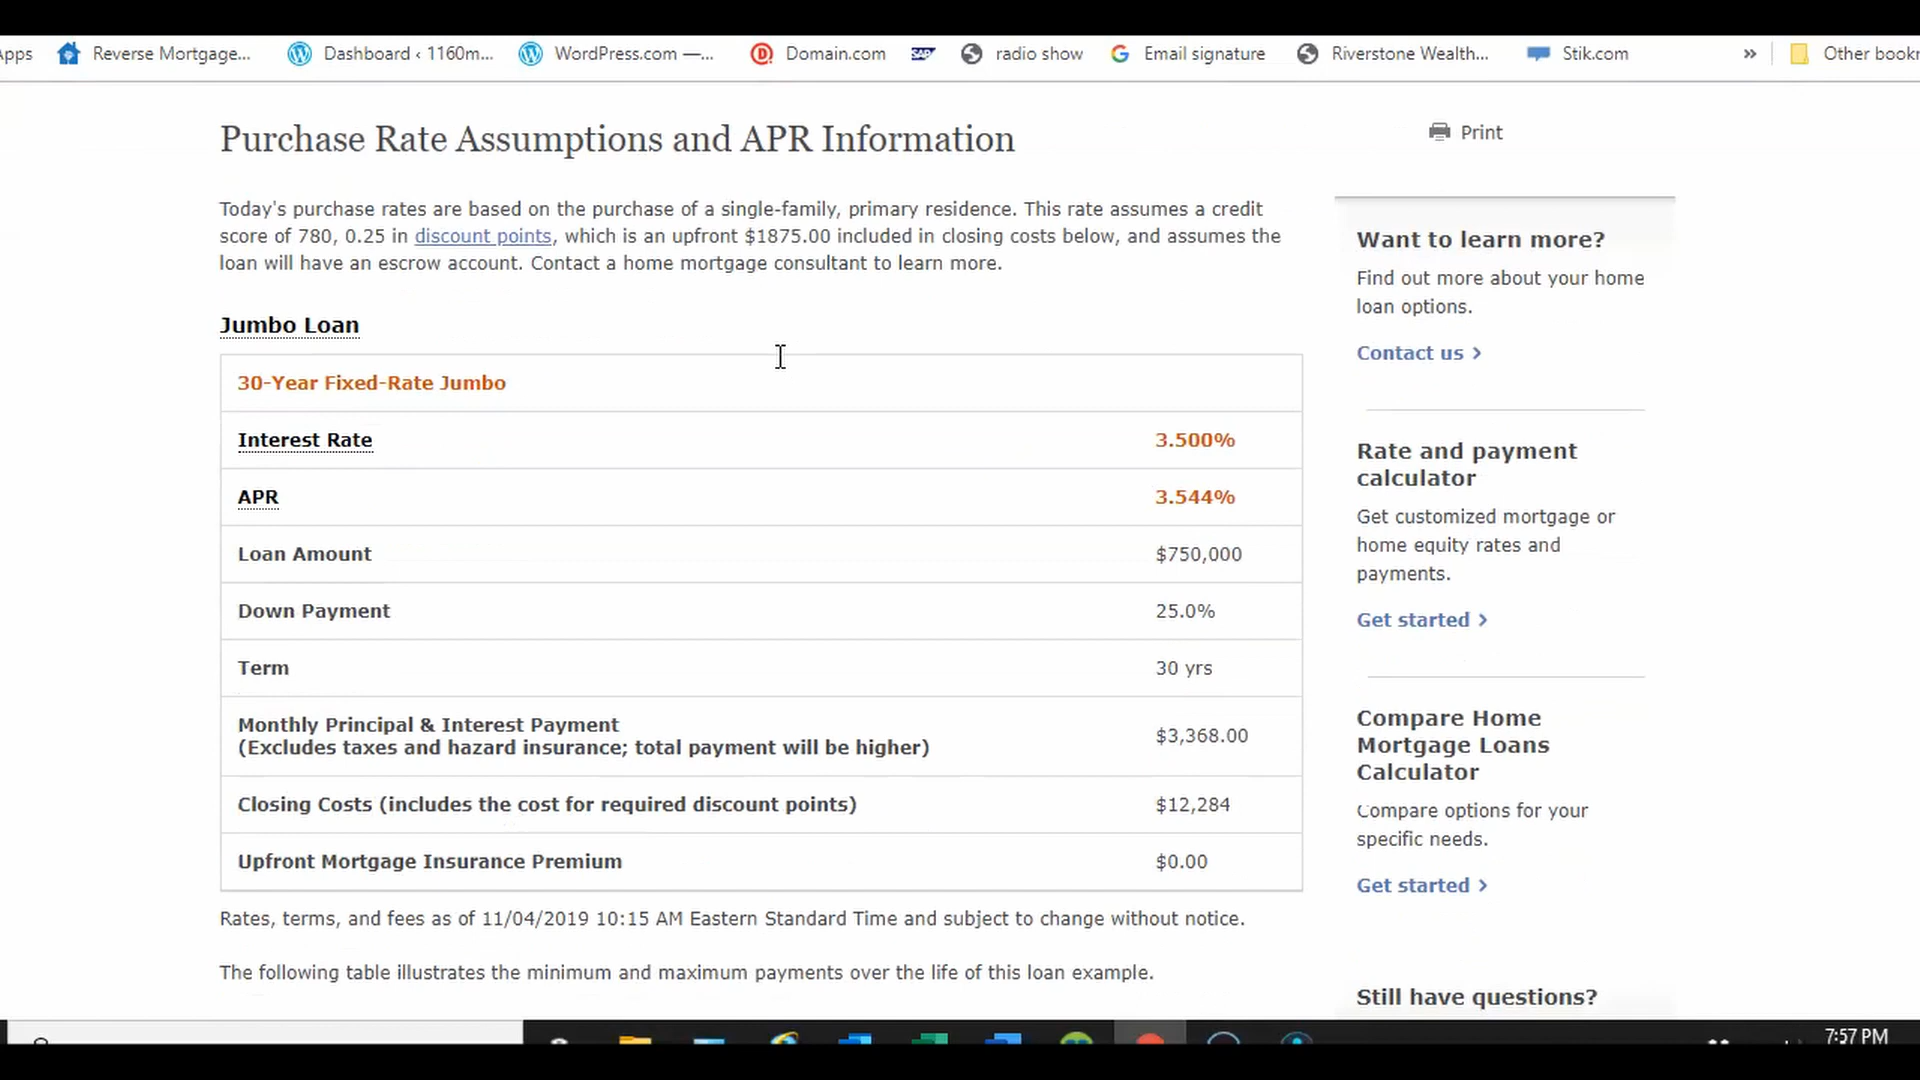 Apps
Reverse Mortgage...
Dashboard ‹ 1160m...
WordPress.com —...
Domain.com
SAP
radio show
Email signature
Riverstone Wealth...
Stik.com
»
Other bookr
Purchase Rate Assumptions and APR Information
Print
Today's purchase rates are based on the purchase of a single-family, primary residence. This rate assumes a credit
score of 780, 0.25 in discount points, which is an upfront $1875.00 included in closing costs below, and assumes the
loan will have an escrow account. Contact a home mortgage consultant to learn more.
Jumbo Loan
30-Year Fixed-Rate Jumbo
Interest Rate 3.500%
APR 3.544%
Loan Amount $750,000
Down Payment 25.0%
Term 30 yrs
Monthly Principal & Interest Payment
(Excludes taxes and hazard insurance; total payment will be higher) $3,368.00
Closing Costs (includes the cost for required discount points) $12,284
Upfront Mortgage Insurance Premium $0.00
Rates, terms, and fees as of 11/04/2019 10:15 AM Eastern Standard Time and subject to change without notice.
The following table illustrates the minimum and maximum payments over the life of this loan example.
Want to learn more?
Find out more about your home
loan options.
Contact us >
Rate and payment
calculator
Get customized mortgage or
home equity rates and
payments.
Get started >
Compare Home
Mortgage Loans
Calculator
Compare options for your
specific needs.
Get started >
Still have questions?
7:57 PM